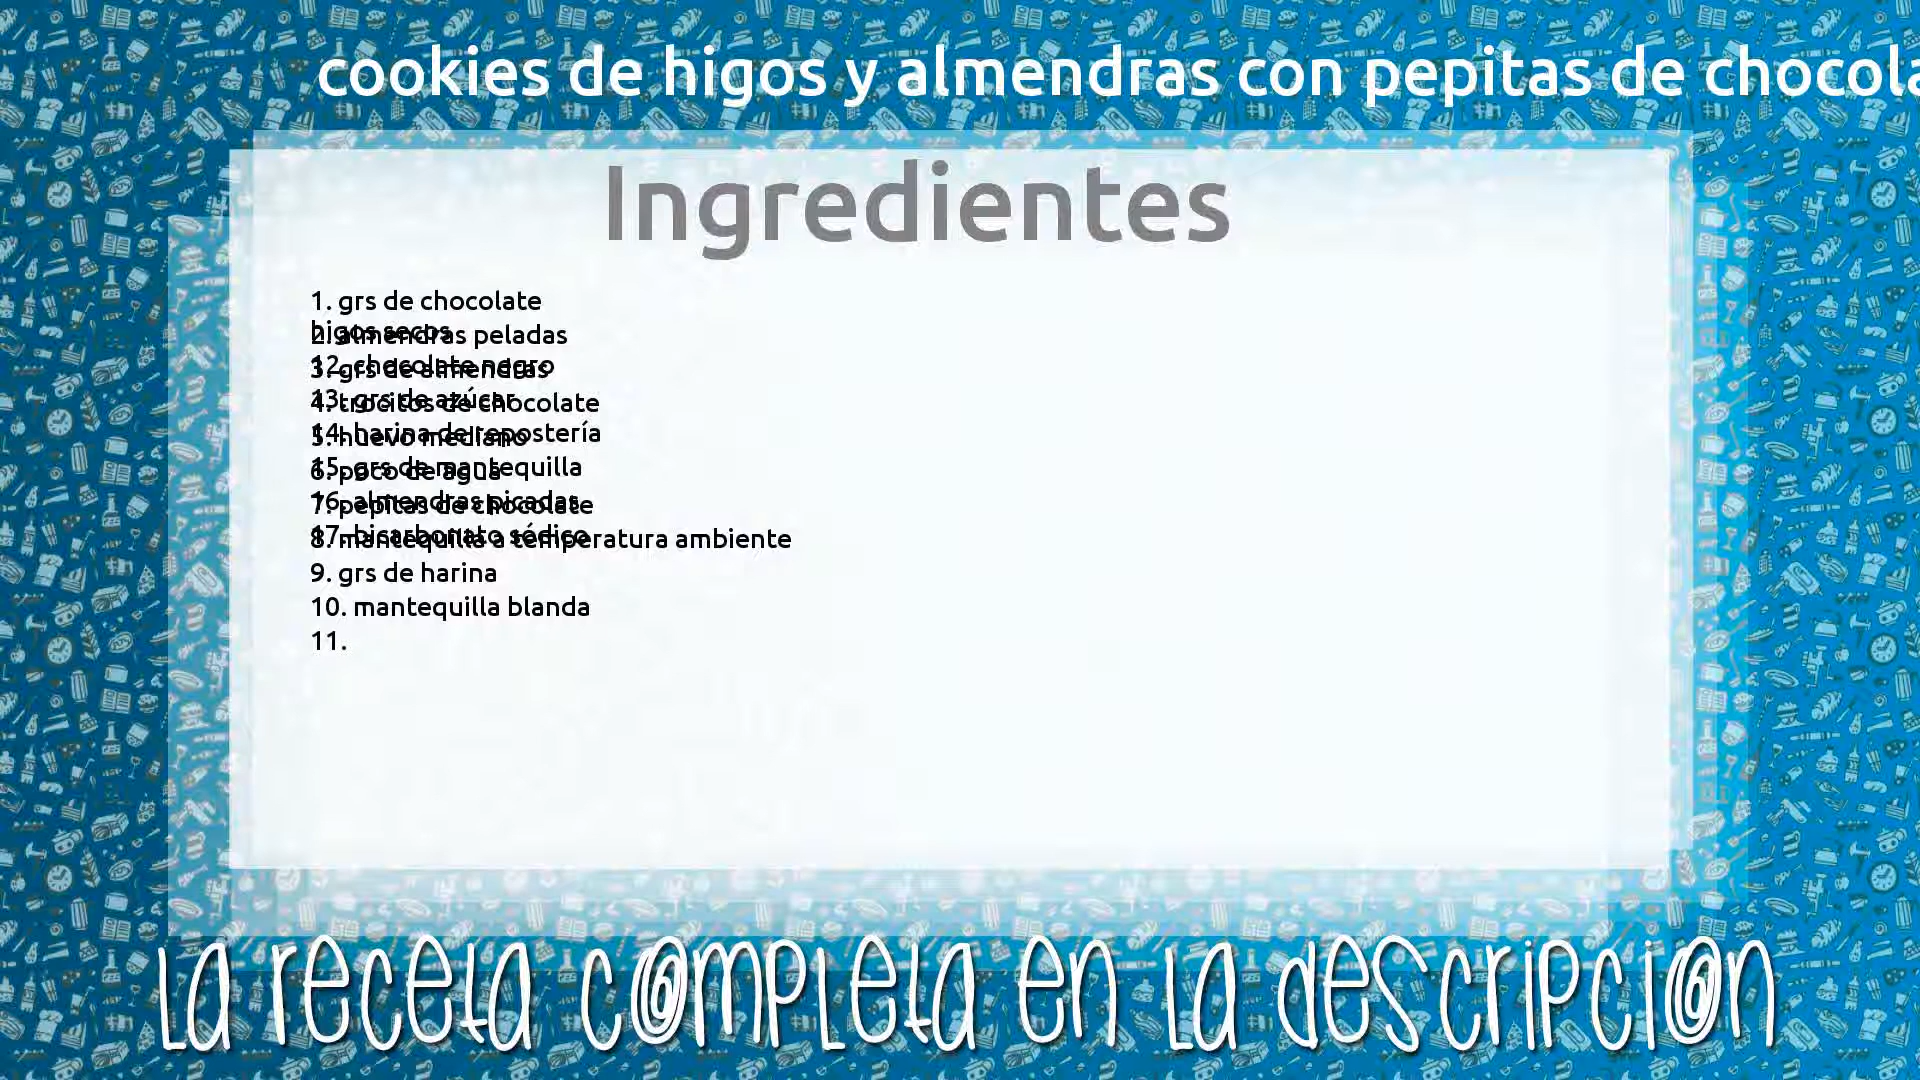 cookies de higos y almendras con pepitas de chocola
Ingredientes
1. grs de chocolate
higos secos
2. almendras peladas
12. chocolate negro
3. grs de almendras
13. grs de azúcar
4. trocitos de chocolate
14. harina de repostería
5. huevo mediano
15. grs de mantequilla
6. poco de agua
16. almendras picadas
7. pepitas de chocolate
17. bicarbonato sódico
8. mantequilla a temperatura ambiente
9. grs de harina
10. mantequilla blanda
11.
La receta c@mpleta en la descripci@n